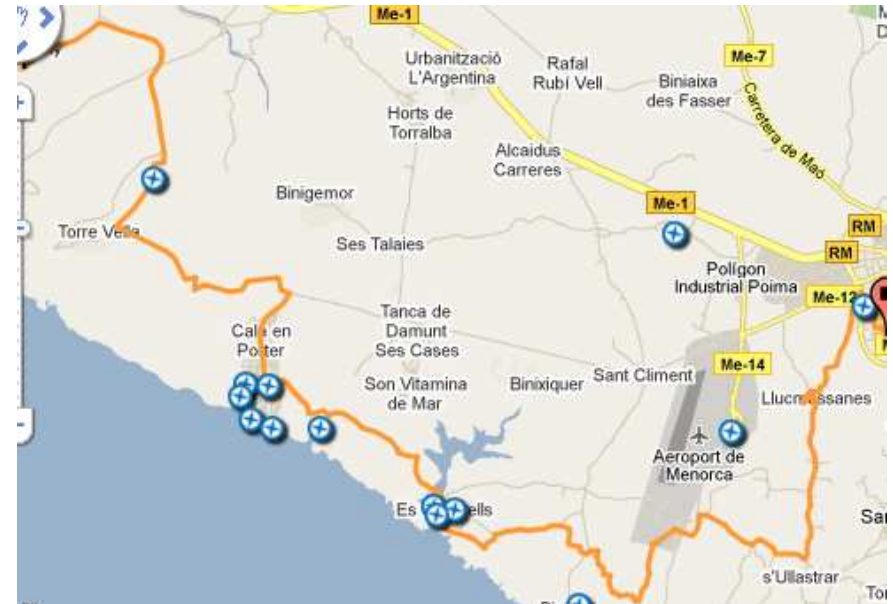 Me-1
Urbanització
L'Argentina
Rafal
Rubí Vell
Me-7
Biniaixa
des Fasser
Carretera de Maó
Horts de
Torralba
Alcaidus
Carreres
Binigemor
Me-1
Torre Vella
Ses Talaies
RM
RM
Polígon
Industrial Poima
Me-12
Tanca de
Damunt
Ses Cases
Cala en
Porter
Me-14
Son Vitamina
de Mar
Binixiquer
Sant Climent
Llucmassanes
Aeroport de
Menorca
Es
ells
s'Ullastrar